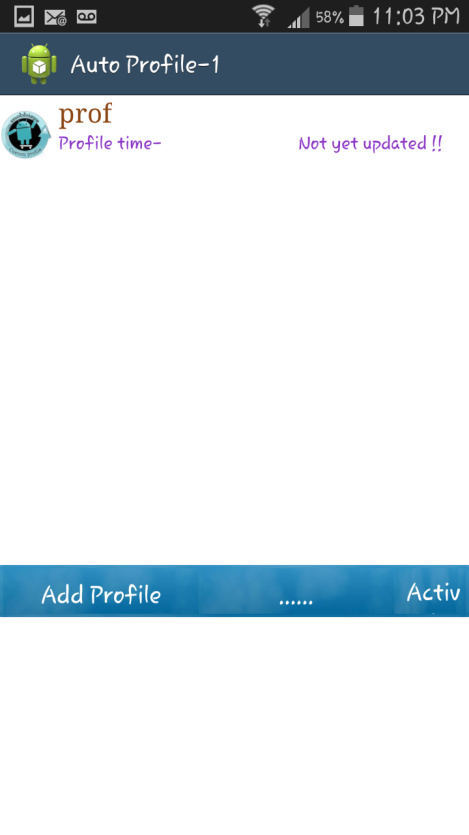 58% 11:03 PM
Auto Profile-1
prof
Profile time- Not yet updated !!
Add Profile ...... Activ